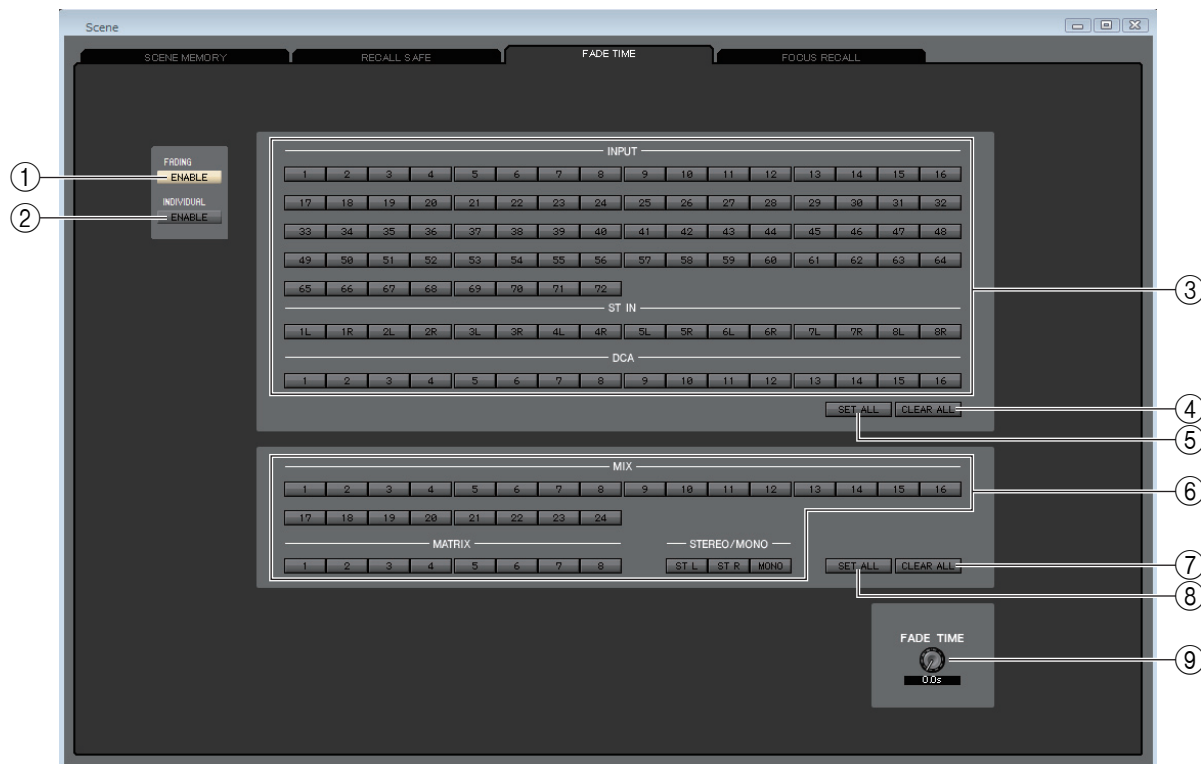 Scene
SCENE MEMORY RECALL SAFE FADE TIME FOCUS RECALL
INPUT
FADING
① ENABLE 1 2 3 4 5 6 7 8 9 10 11 12 13 14 15 16
INDIVIDUAL
② ENABLE 17 18 19 20 21 22 23 24 25 26 27 28 29 30 31 32
33 34 35 36 37 38 39 40 41 42 43 44 45 46 47 48
49 50 51 52 53 54 55 56 57 58 59 60 61 62 63 64
65 66 67 68 69 70 71 72 ③
ST IN
1L 1R 2L 2R 3L 3R 4L 4R 5L 5R 6L 6R 7L 7R 8L 8R
DCA
1 2 3 4 5 6 7 8 9 10 11 12 13 14 15 16
SET ALL CLEAR ALL ④
⑤
MIX
1 2 3 4 5 6 7 8 9 10 11 12 13 14 15 16 ⑥
17 18 19 20 21 22 23 24
MATRIX STEREO/MONO
1 2 3 4 5 6 7 8 ST L ST R MONO SET ALL CLEAR ALL ⑦
⑧
FADE TIME
⑨
0.0s